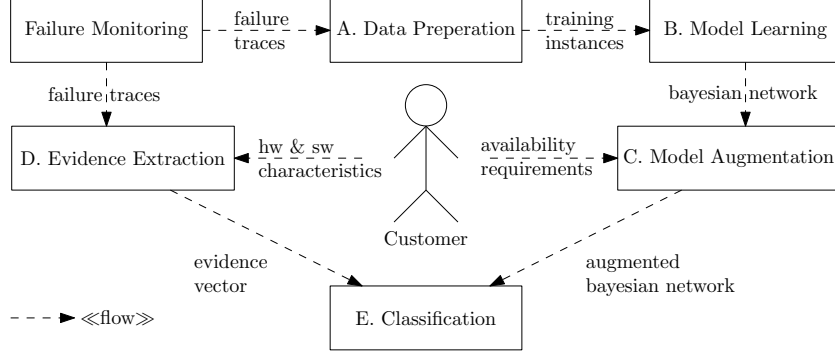 Failure Monitoring
failure
traces
A. Data Preperation
training
instances
B. Model Learning
failure traces
bayesian network
D. Evidence Extraction
hw & sw
characteristics
availability
requirements
C. Model Augmentation
Customer
evidence
vector
augmented
bayesian network
E. Classification
≪flow≫